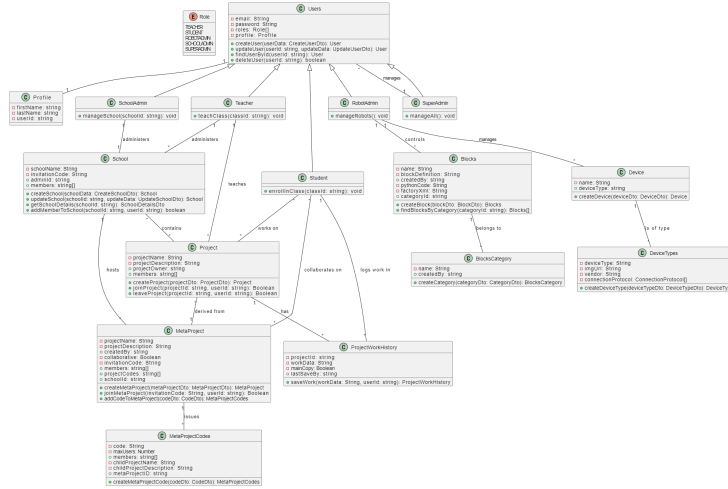 Role
TEACHER
STUDENT
ROBOTADMIN
SCHOOLADMIN
SUPERADMIN
Users
email: String
password: String
roles: Role[]
profile: Profile
createUser(userData: CreateUserDto): User
updateUser(userId: string, updateData: UpdateUserDto): User
findUserById(userId: string): User
deleteUser(userId: string): boolean
1
1
1
manages
*
Profile
firstName: string
lastName: string
userId: string
SchoolAdmin
manageSchool(schoolId: string): void
Teacher
teachClass(classId: string): void
RobotAdmin
manageRobots(): void
SuperAdmin
manageAll(): void
administers
administers
controls
manages
School
schoolName: String
invitationCode: String
adminId: string
members: string[]
createSchool(schoolData: CreateSchoolDto): School
updateSchool(schoolId: string, updateData: UpdateSchoolDto): School
getSchoolDetails(schoolId: string): SchoolDetailsDto
addMemberToSchool(schoolId: string, userId: string): boolean
teaches
Student
enrollInClass(classId: string): void
Blocks
name: String
blockDefinition: String
createdBy: string
pythonCode: String
factoryXml: String
categoryId: string
createBlock(blockDto: BlockDto): Blocks
findBlocksByCategory(categoryId: string): Blocks[]
Device
name: String
deviceType: string
createDevice(deviceDto: DeviceDto): Device
contains
works on
belongs to
is of type
Project
projectName: String
projectDescription: String
projectOwner: string
members: string[]
createProject(projectDto: ProjectDto): Project
joinProject(projectId: string, userId: string): Boolean
leaveProject(projectId: string, userId: string): Boolean
hosts
collaborates on
logs work in
BlocksCategory
name: String
createdBy: string
createCategory(categoryDto: CategoryDto): BlocksCategory
DeviceTypes
deviceType: String
imgUrl: String
vendor: String
connectionProtocol: ConnectionProtocol[]
createDeviceType(deviceTypeDto: DeviceTypeDto): DeviceTy
derived from
has
MetaProject
projectName: String
projectDescription: String
createdBy: string
collaborative: Boolean
invitationCode: String
members: string[]
projectCodes: string[]
schoolId: string
createMetaProject(metaProjectDto: MetaProjectDto): MetaProject
joinMetaProject(invitationCode: String, userId: string): Boolean
addCodeToMetaProject(codeDto: CodeDto): MetaProjectCodes
ProjectWorkHistory
projectId: string
workData: String
mainCopy: Boolean
lastSaveBy: string
saveWork(workData: String, userId: string): ProjectWorkHistory
issues
MetaProjectCodes
code: String
maxUsers: Number
members: string[]
childProjectName: String
childProjectDescription: String
metaProjectID: string
createMetaProjectCode(codeDto: CodeDto): MetaProjectCodes